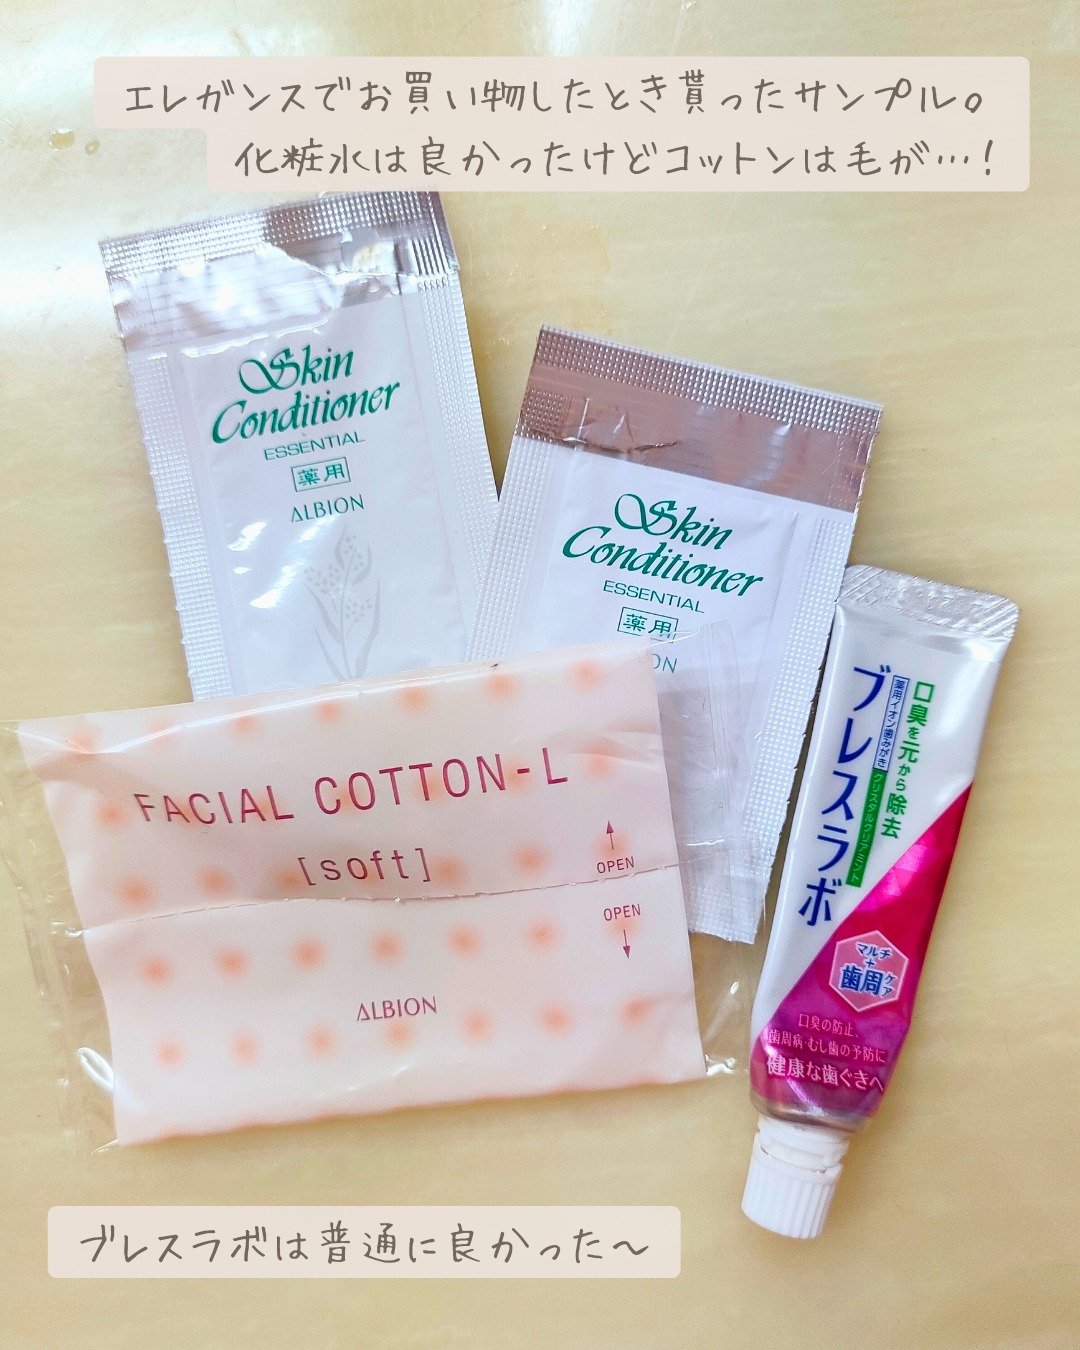 エレガンスでお買い物したとき貰ったサンプル。
化粧水は良かったけどコットンは毛が…！
Skin
Conditioner
ESSENTIAL
薬用
ALBION
Skin
Conditioner
ESSENTIAL
薬用
ON
FACIAL COTTON-L
[soft]
OPEN
OPEN
ALBION
口臭を元から除去
薬用イオン歯みがき
クリスタルクリアミント
ブレスラボ
マルチ
+
歯周ケア
口臭の防止、
歯周病・むし歯の予防に
健康な歯ぐきへ
ブレスラボは普通に良かった～